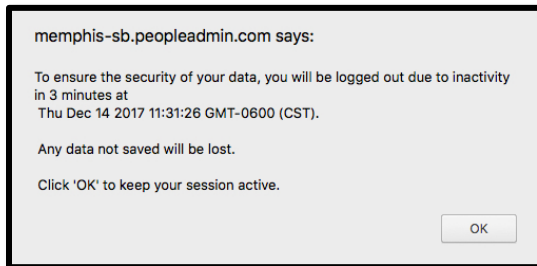 memphis-sb.peopleadmin.com says:
To ensure the security of your data, you will be logged out due to inactivity
in 3 minutes at
Thu Dec 14 2017 11:31:26 GMT-0600 (CST).
Any data not saved will be lost.
Click 'OK' to keep your session active.
OK